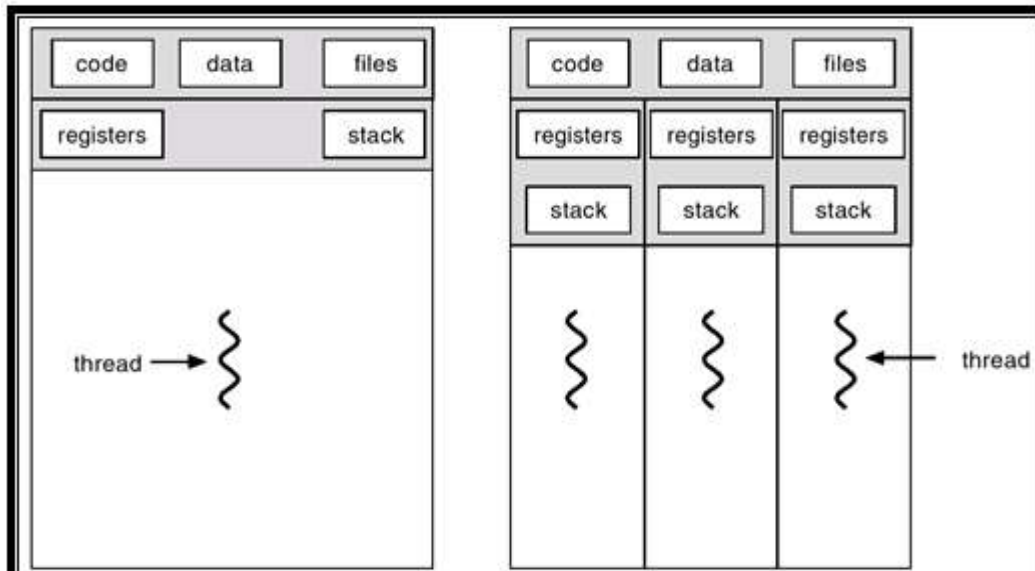 code data files
registers stack
thread
code data files
registers registers registers
stack stack stack
thread